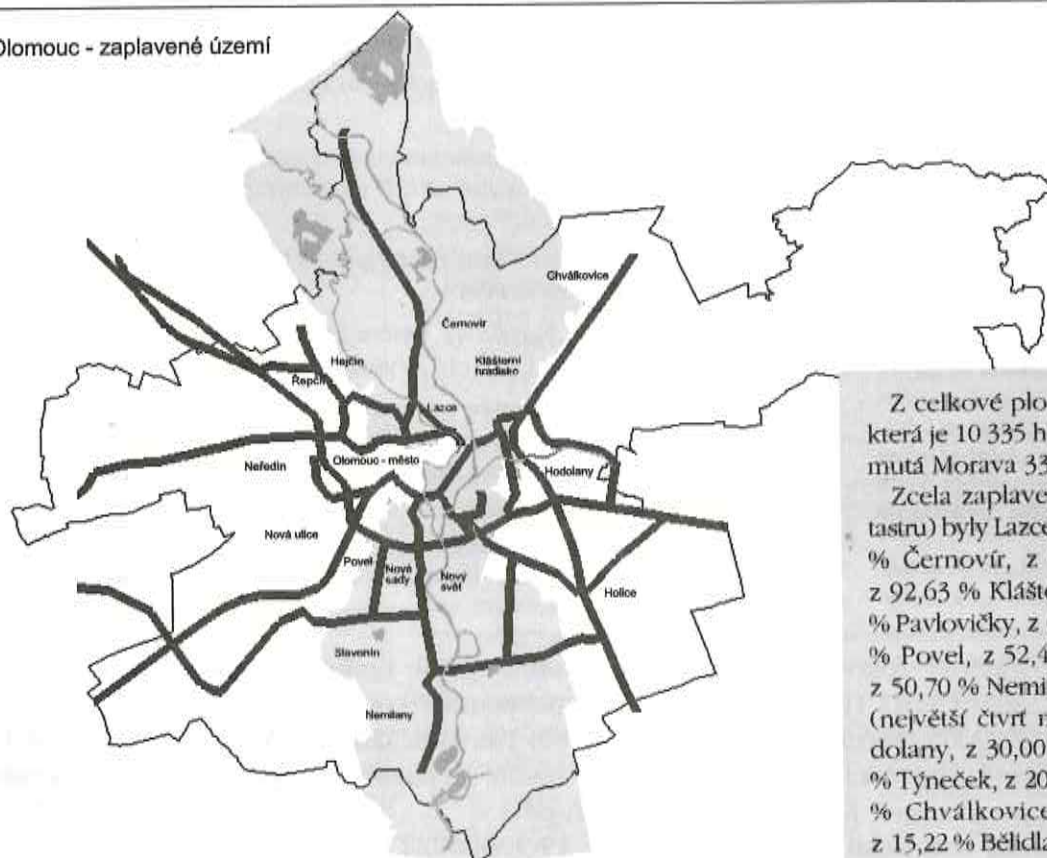 Olomouc - zaplavené území
Chválkovice
Černovír
Hejčín
Klášterní
hradisko
Řepčín
Lazce
Neředín
Olomouc - město
Hodolany
Nová ulice
Povel
Nové
sady
Nový
svět
Holice
Slavonín
Nemilany
Z celkové plo
která je 10 335 h
mutá Morava 33
Zcela zaplave
tastru) byly Lazce
% Černovír, z
z 92,63 % Klášte
% Pavlovičky, z
% Povel, z 52,4
z 50,70 % Nemi
(největší čtvrť m
dolany, z 30,00
% Týneček, z 20
% Chválkovice
z 15,22 % Bělidla